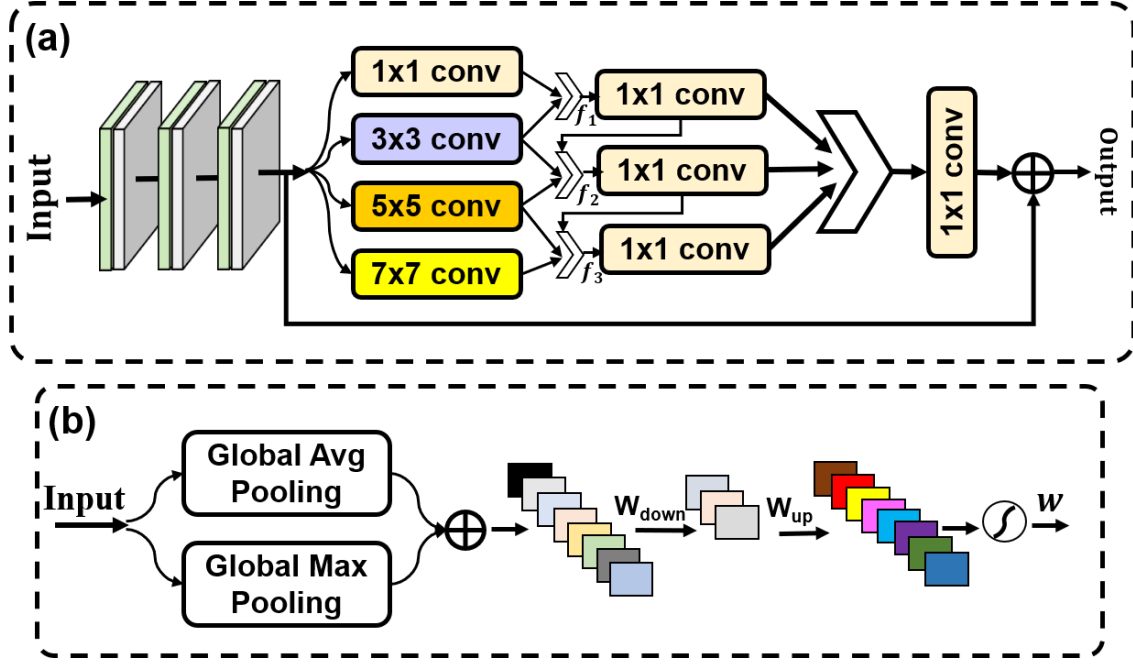 (a)
Input
1x1 conv
3x3 conv
5x5 conv
7x7 conv
f1
f2
f3
1x1 conv
1x1 conv
1x1 conv
1x1 conv
Output
(b)
Input
Global Avg
Pooling
Global Max
Pooling
Wdown
Wup
w